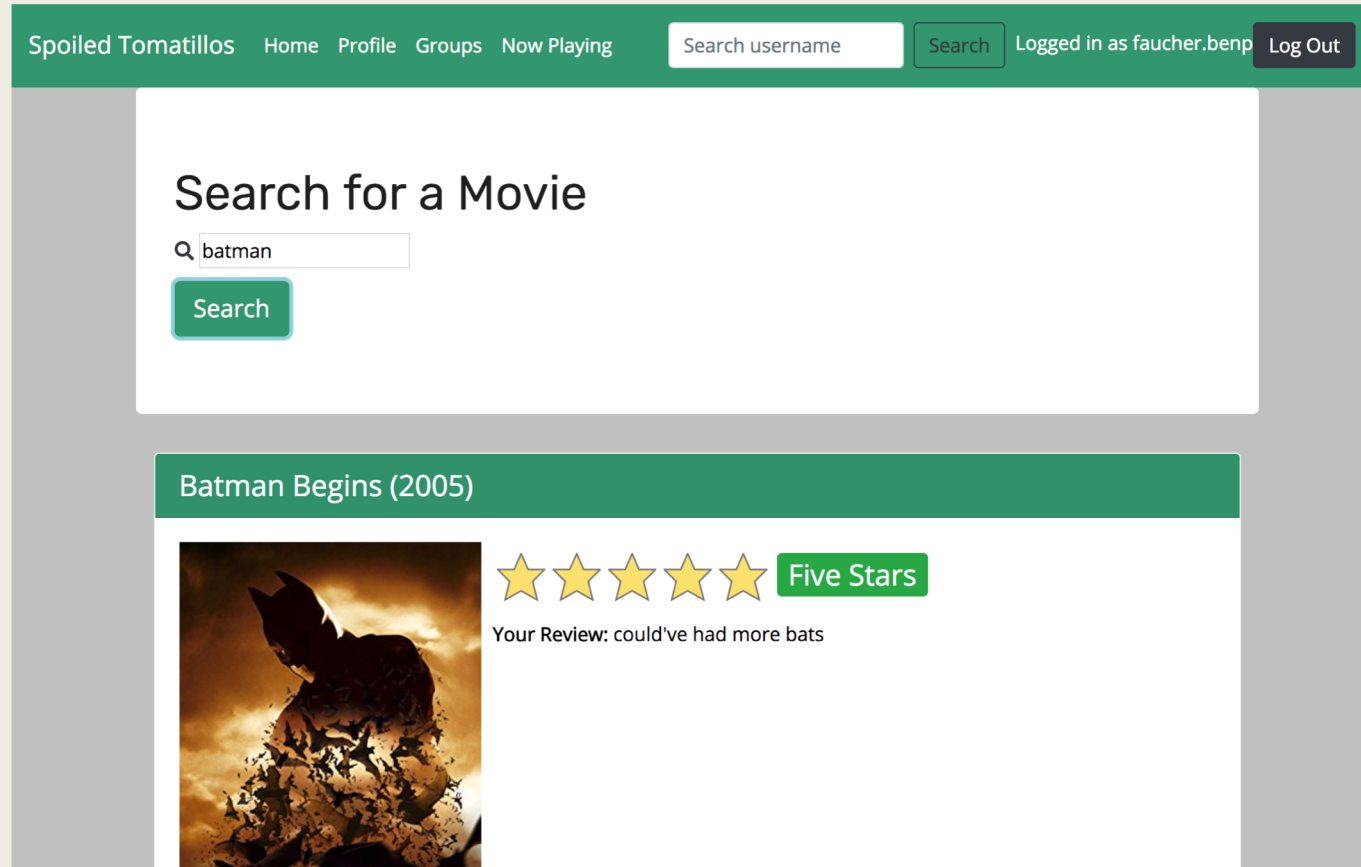 Spoiled Tomatillos Home Profile Groups Now Playing Search username Search Logged in as faucher.benp Log Out
Search for a Movie
batman
Search
Batman Begins (2005)
Five Stars
Your Review: could've had more bats